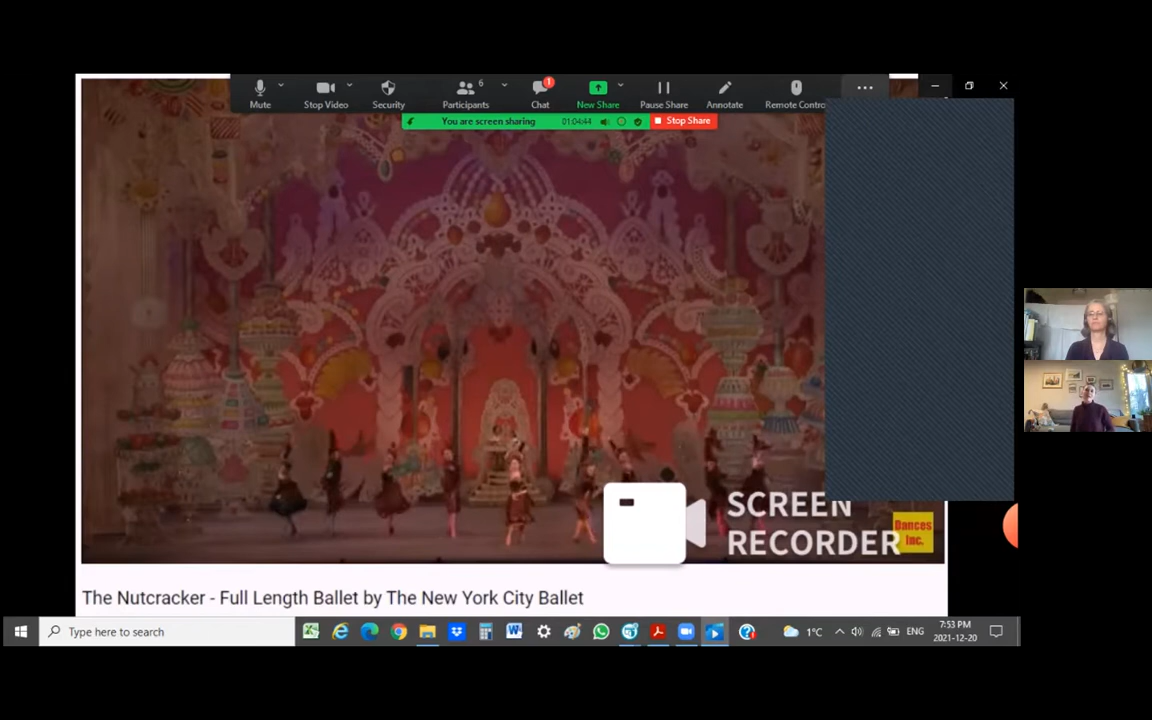 Mute
Stop Video
Security
Participants
6
Chat
1
New Share
Pause Share
Annotate
Remote Contro
You are screen sharing
01:04:44
Stop Share
SCREEN
RECORDER
Dances
Inc.
The Nutcracker - Full Length Ballet by The New York City Ballet
Type here to search
1°C
ENG
7:53 PM
2021-12-20